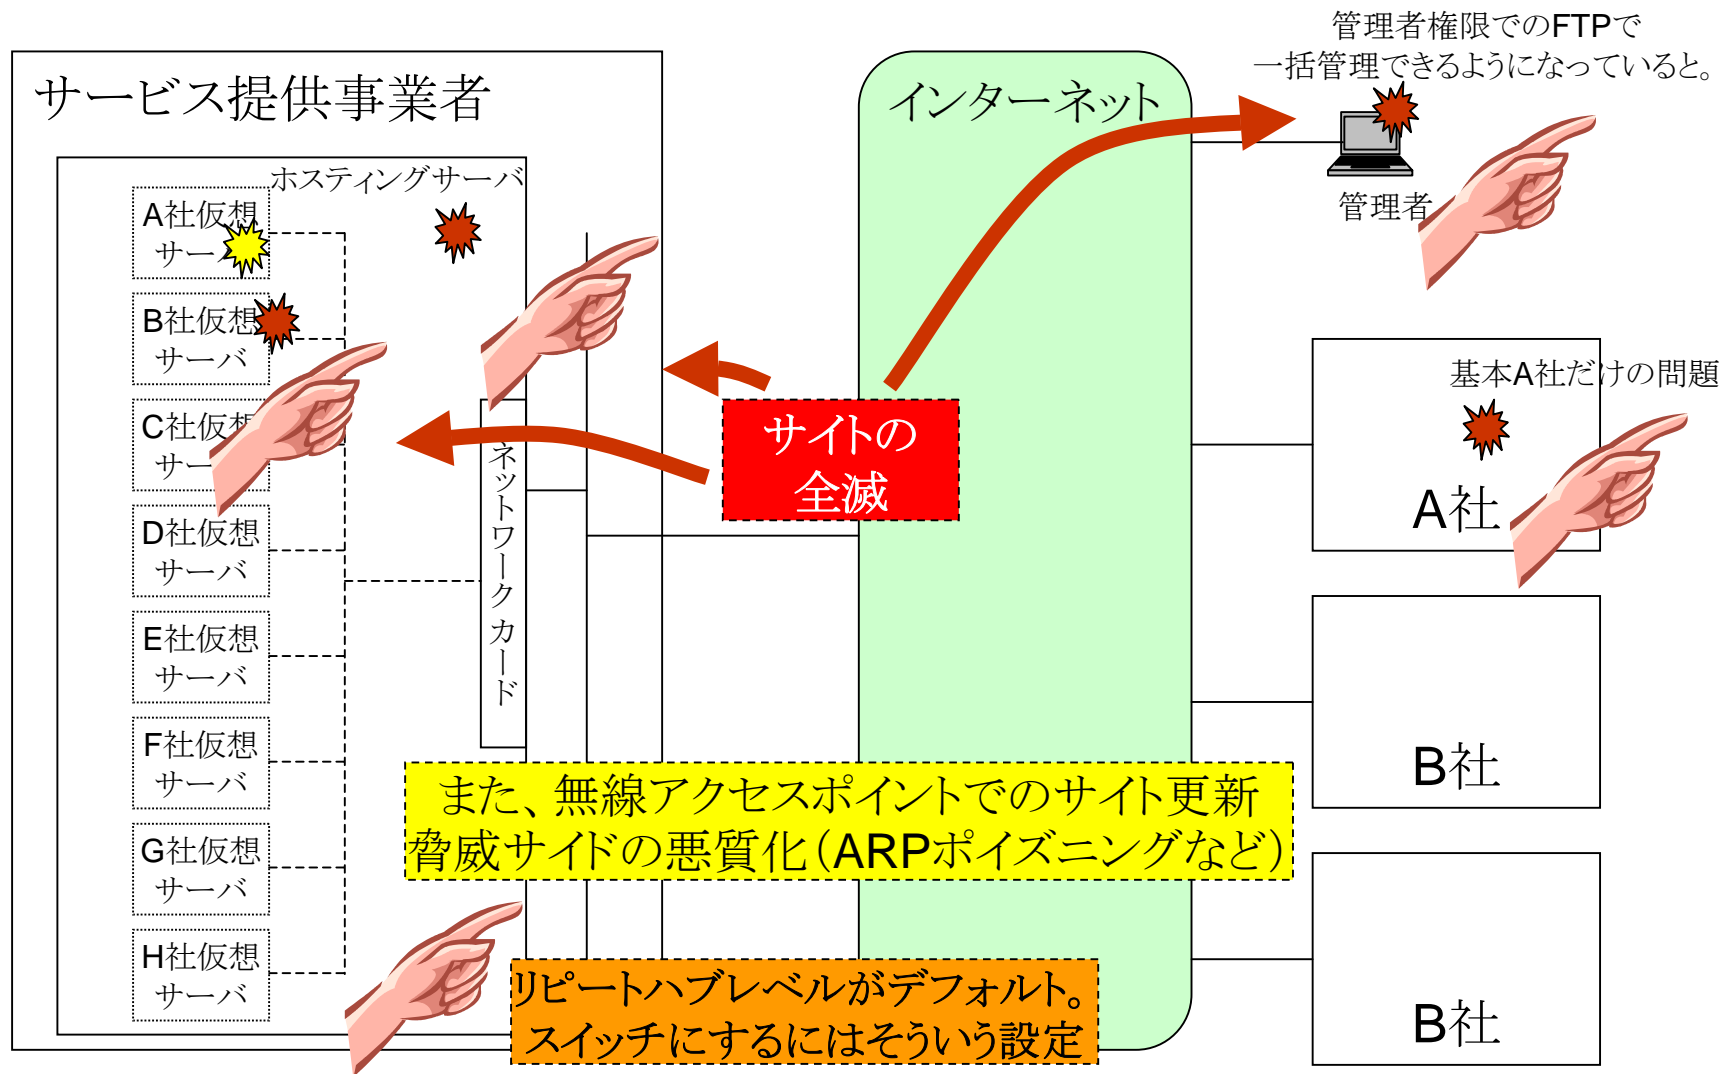 管理者権限でのFTPで
一括管理できるようになっていると。
サービス提供事業者
インターネット
ホスティングサーバ
管理者
A社仮想
サーバ
B社仮想
サーバ
基本A社だけの問題
C社仮想
サーバ
サイトの
全滅
ネットワークカード
A社
D社仮想
サーバ
E社仮想
サーバ
F社仮想
サーバ
B社
また、無線アクセスポイントでのサイト更新
脅威サイドの悪質化（ARPポイズニングなど）
G社仮想
サーバ
H社仮想
サーバ
リピートハブレベルがデフォルト。
スイッチにするにはそういう設定
B社